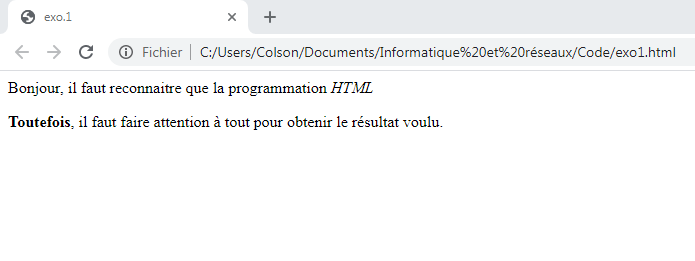 exo.1
Fichier | C:/Users/Colson/Documents/Informatique%20et%20réseaux/Code/exo1.html
Bonjour, il faut reconnaitre que la programmation HTML
Toutefois, il faut faire attention à tout pour obtenir le résultat voulu.